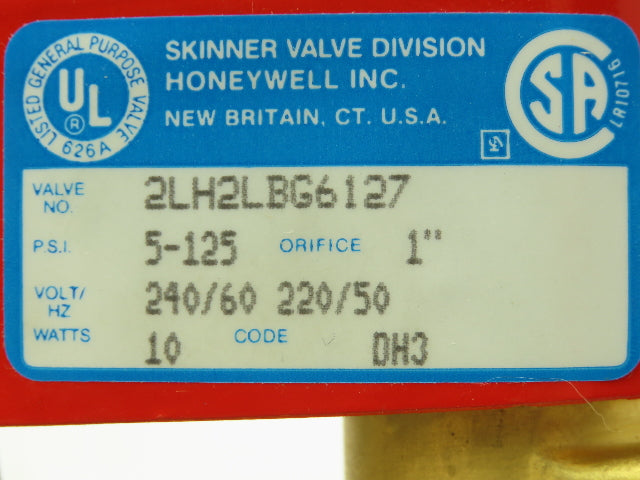 LISTED GENERAL PURPOSE VALVE
UL
®
626A
SKINNER VALVE DIVISION
HONEYWELL INC.
NEW BRITAIN, CT. U.S.A.
SA
LR10716
VALVE NO. 2LH2LBG6127
P.S.I. 5-125 ORIFICE 1"
VOLT/HZ 240/60 220/50
WATTS 10 CODE DH3